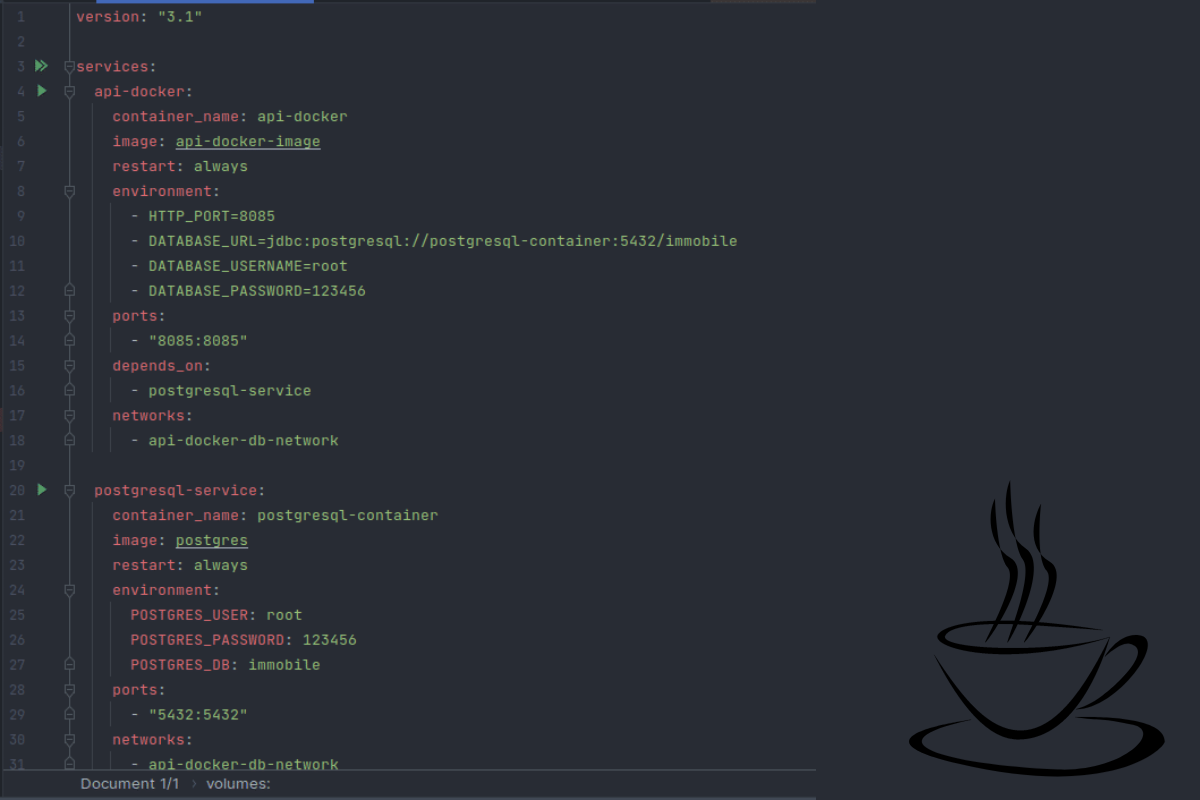 1 version: "3.1"
2
3 services:
4   api-docker:
5     container_name: api-docker
6     image: api-docker-image
7     restart: always
8     environment:
9       - HTTP_PORT=8085
10       - DATABASE_URL=jdbc:postgresql://postgresql-container:5432/immobile
11       - DATABASE_USERNAME=root
12       - DATABASE_PASSWORD=123456
13     ports:
14       - "8085:8085"
15     depends_on:
16       - postgresql-service
17     networks:
18       - api-docker-db-network
19
20   postgresql-service:
21     container_name: postgresql-container
22     image: postgres
23     restart: always
24     environment:
25       POSTGRES_USER: root
26       POSTGRES_PASSWORD: 123456
27       POSTGRES_DB: immobile
28     ports:
29       - "5432:5432"
30     networks:
31       - api-docker-db-network
Document 1/1 › volumes: